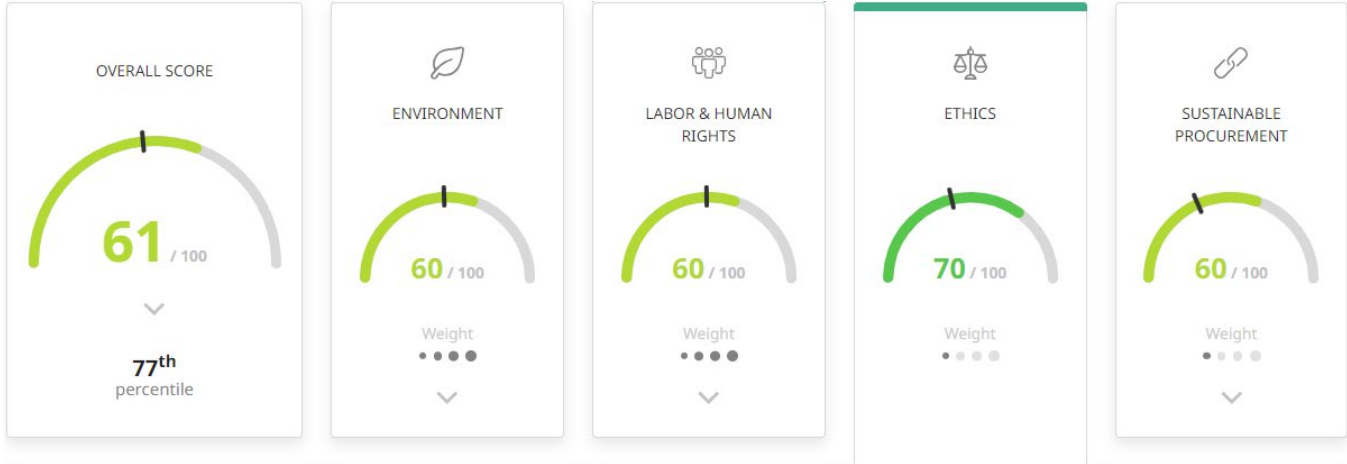 OVERALL SCORE
61 / 100
77th
percentile
ENVIRONMENT
60 / 100
Weight
LABOR & HUMAN
RIGHTS
60 / 100
Weight
ETHICS
70 / 100
Weight
SUSTAINABLE
PROCUREMENT
60 / 100
Weight